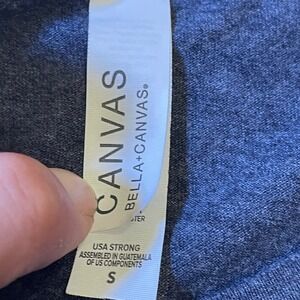 CANVAS
BELLA+CANVAS®
USA STRONG
ASSEMBLED IN GUATEMALA
OF US COMPONENTS
S